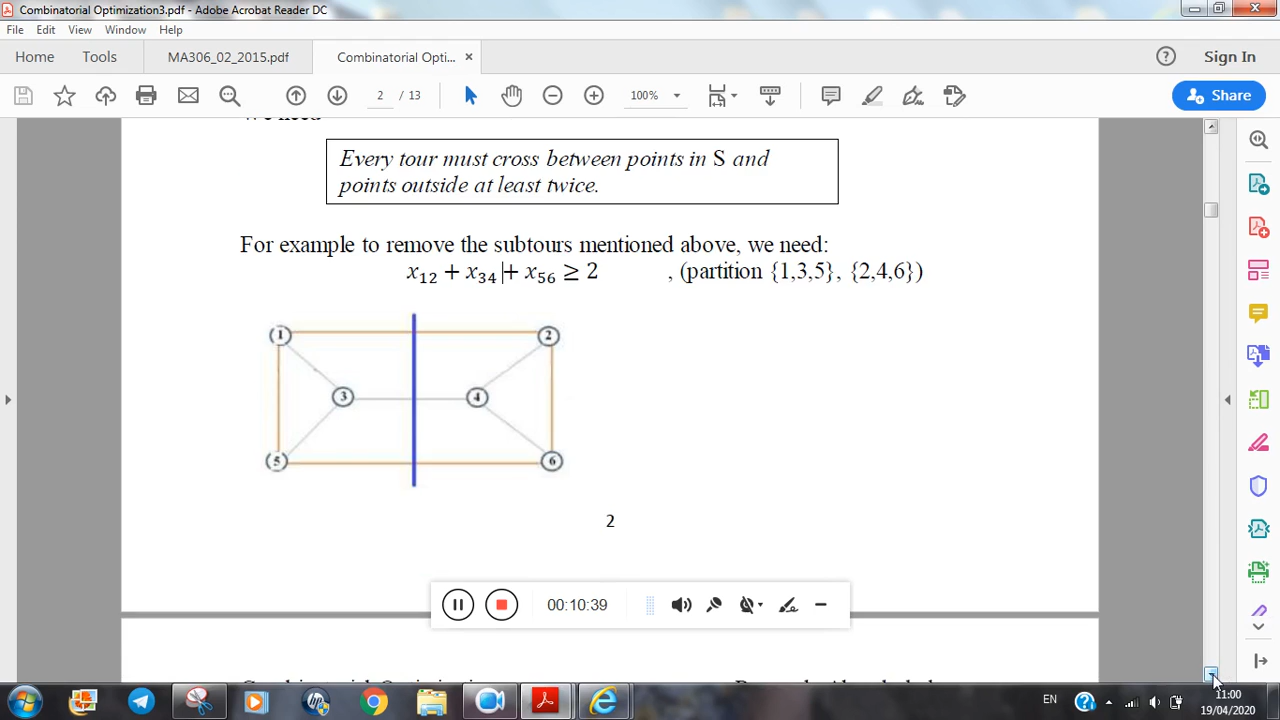 Combinatorial Optimization3.pdf - Adobe Acrobat Reader DC
File Edit View Window Help
Home Tools MA306_02_2015.pdf Combinatorial Opti... × Sign In
2 / 13 100% Share
we need
Every tour must cross between points in S and
points outside at least twice.
For example to remove the subtours mentioned above, we need:
x₁₂ + x₃₄ + x₅₆ ≥ 2 , (partition {1,3,5}, {2,4,6})
1 2
3 4
5 6
2
00:10:39
EN 11:00
19/04/2020